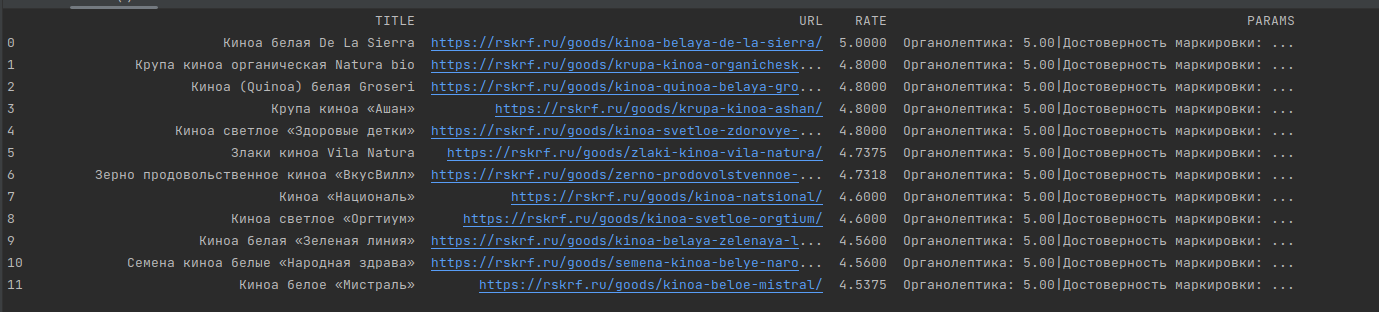 TITLE URL RATE PARAMS
0 Киноа белая De La Sierra https://rskrf.ru/goods/kinoa-belaya-de-la-sierra/ 5.0000 Органолептика: 5.00|Достоверность маркировки: ...
1 Крупа киноа органическая Natura bio https://rskrf.ru/goods/krupa-kinoa-organichesk... 4.8000 Органолептика: 5.00|Достоверность маркировки: ...
2 Киноа (Quinoa) белая Groseri https://rskrf.ru/goods/kinoa-quinoa-belaya-gro... 4.8000 Органолептика: 5.00|Достоверность маркировки: ...
3 Крупа киноа «Ашан» https://rskrf.ru/goods/krupa-kinoa-ashan/ 4.8000 Органолептика: 5.00|Достоверность маркировки: ...
4 Киноа светлое «Здоровые детки» https://rskrf.ru/goods/kinoa-svetloe-zdorovye-... 4.8000 Органолептика: 5.00|Достоверность маркировки: ...
5 Злаки киноа Vila Natura https://rskrf.ru/goods/zlaki-kinoa-vila-natura/ 4.7375 Органолептика: 5.00|Достоверность маркировки: ...
6 Зерно продовольственное киноа «ВкусВилл» https://rskrf.ru/goods/zerno-prodovolstvennoe-... 4.7318 Органолептика: 5.00|Достоверность маркировки: ...
7 Киноа «Националь» https://rskrf.ru/goods/kinoa-natsional/ 4.6000 Органолептика: 5.00|Достоверность маркировки: ...
8 Киноа светлое «Оргтиум» https://rskrf.ru/goods/kinoa-svetloe-orgtium/ 4.6000 Органолептика: 5.00|Достоверность маркировки: ...
9 Киноа белая «Зеленая линия» https://rskrf.ru/goods/kinoa-belaya-zelenaya-l... 4.5600 Органолептика: 5.00|Достоверность маркировки: ...
10 Семена киноа белые «Народная здрава» https://rskrf.ru/goods/semena-kinoa-belye-naro... 4.5600 Органолептика: 5.00|Достоверность маркировки: ...
11 Киноа белое «Мистраль» https://rskrf.ru/goods/kinoa-beloe-mistral/ 4.5375 Органолептика: 5.00|Достоверность маркировки: ...